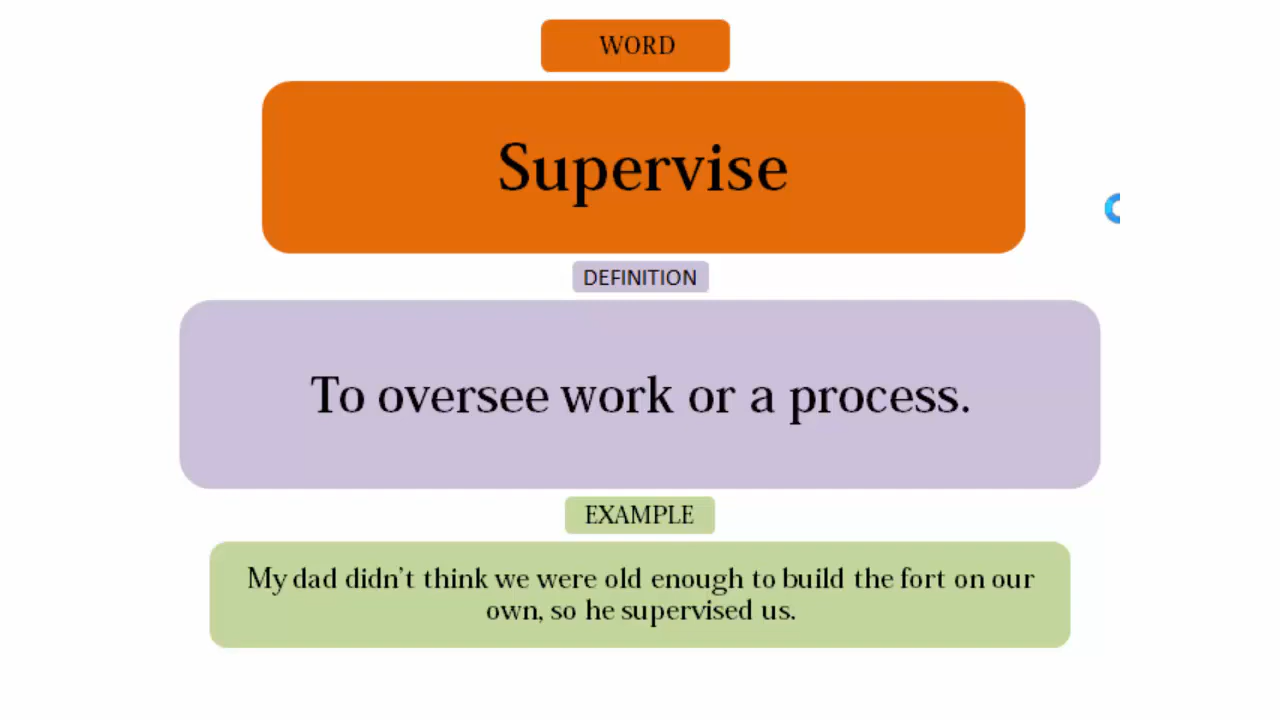 WORD
Supervise
DEFINITION
To oversee work or a process.
EXAMPLE
My dad didn’t think we were old enough to build the fort on our
own, so he supervised us.